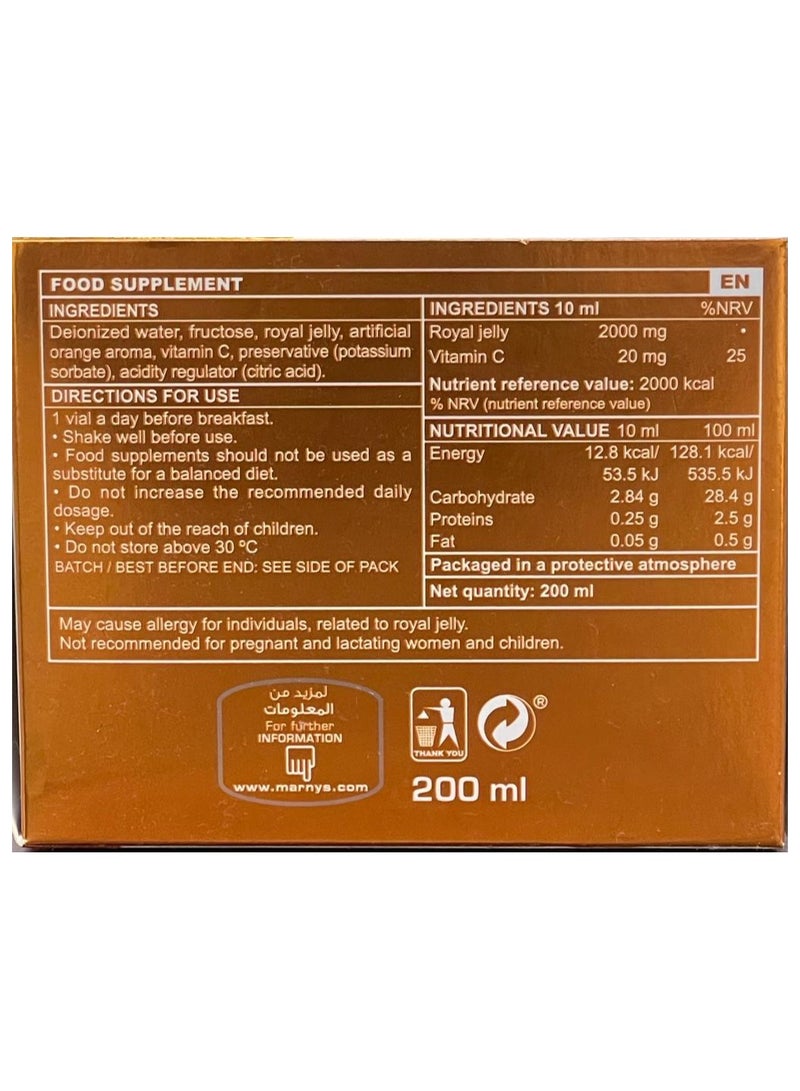 FOOD SUPPLEMENT
EN
INGREDIENTS
Deionized water, fructose, royal jelly, artificial
orange aroma, vitamin C, preservative (potassium
sorbate), acidity regulator (citric acid).
DIRECTIONS FOR USE
1 vial a day before breakfast.
• Shake well before use.
• Food supplements should not be used as a
substitute for a balanced diet.
• Do not increase the recommended daily
dosage.
• Keep out of the reach of children.
• Do not store above 30 ºC
BATCH / BEST BEFORE END: SEE SIDE OF PACK
INGREDIENTS 10 ml %NRV
Royal jelly 2000 mg •
Vitamin C 20 mg 25
Nutrient reference value: 2000 kcal
% NRV (nutrient reference value)
NUTRITIONAL VALUE 10 ml 100 ml
Energy 12.8 kcal/ 128.1 kcal/
53.5 kJ 535.5 kJ
Carbohydrate 2.84 g 28.4 g
Proteins 0.25 g 2.5 g
Fat 0.05 g 0.5 g
Packaged in a protective atmosphere
Net quantity: 200 ml
May cause allergy for individuals, related to royal jelly.
Not recommended for pregnant and lactating women and children.
لمزيد من
المعلومات
For further
INFORMATION
www.marnys.com
THANK YOU
®
200 ml